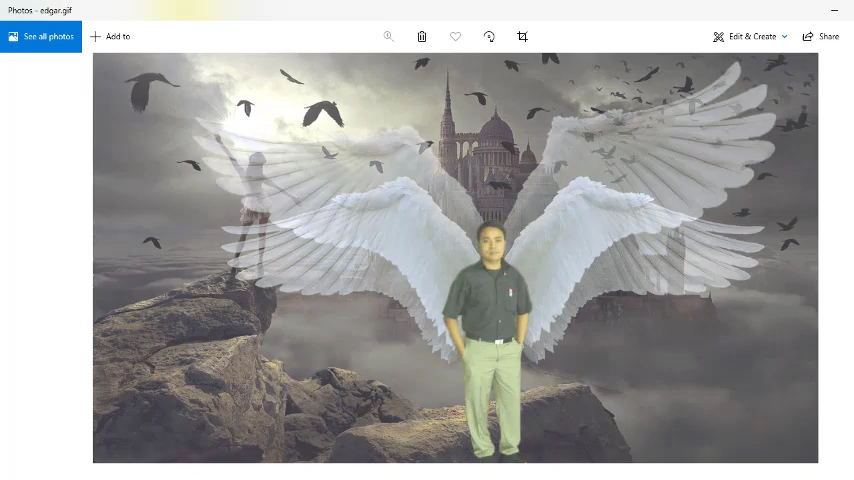 Photos - edgar.gif
See all photos
Add to
Edit & Create
Share